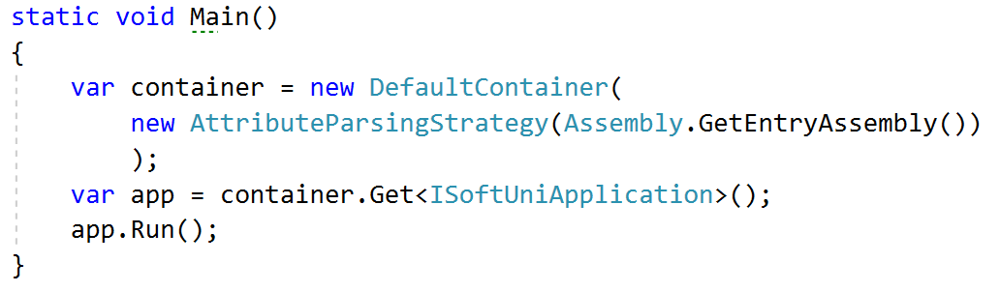 static void Main()
{
    var container = new DefaultContainer(
        new AttributeParsingStrategy(Assembly.GetEntryAssembly())
        );
    var app = container.Get<ISoftUniApplication>();
    app.Run();
}